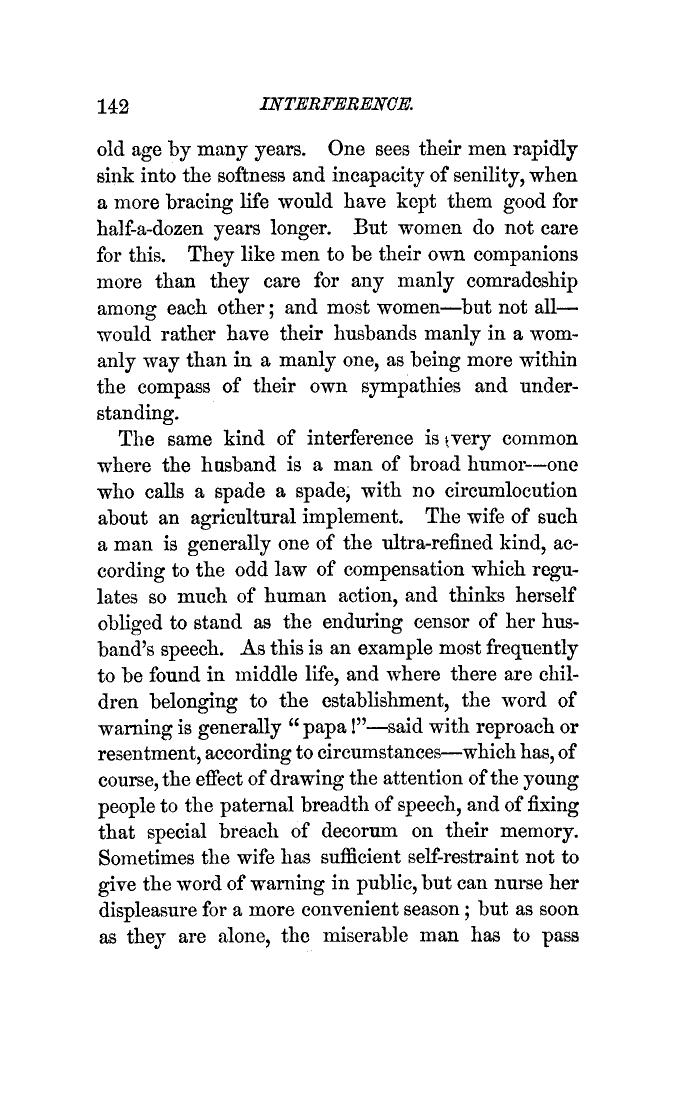 142 INTERFERENCE.
old age by many years. One sees their men rapidly
sink into the softness and incapacity of senility, when
a more bracing life would have kept them good for
half-a-dozen years longer. But women do not care
for this. They like men to be their own companions
more than they care for any manly comradeship
among each other; and most women—but not all—
would rather have their husbands manly in a wom-
anly way than in a manly one, as being more within
the compass of their own sympathies and under-
standing.
The same kind of interference is very common
where the husband is a man of broad humor—one
who calls a spade a spade, with no circumlocution
about an agricultural implement. The wife of such
a man is generally one of the ultra-refined kind, ac-
cording to the odd law of compensation which regu-
lates so much of human action, and thinks herself
obliged to stand as the enduring censor of her hus-
band's speech. As this is an example most frequently
to be found in middle life, and where there are chil-
dren belonging to the establishment, the word of
warning is generally "papa!"—said with reproach or
resentment, according to circumstances—which has, of
course, the effect of drawing the attention of the young
people to the paternal breadth of speech, and of fixing
that special breach of decorum on their memory.
Sometimes the wife has sufficient self-restraint not to
give the word of warning in public, but can nurse her
displeasure for a more convenient season; but as soon
as they are alone, the miserable man has to pass